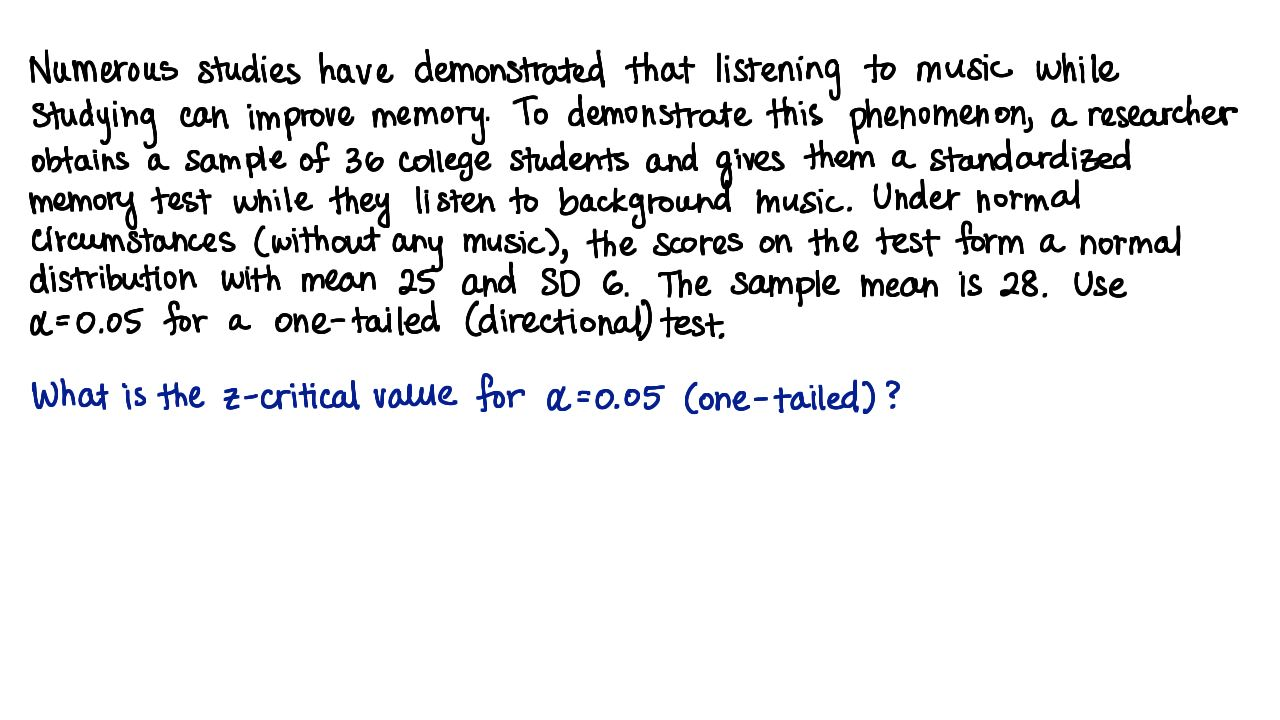 Numerous studies have demonstrated that listening to music while
studying can improve memory. To demonstrate this phenomenon, a researcher
obtains a sample of 36 college students and gives them a standardized
memory test while they listen to background music. Under normal
circumstances (without any music), the scores on the test form a normal
distribution with mean 25 and SD 6. The sample mean is 28. Use
α=0.05 for a one-tailed (directional) test.
What is the z-critical value for α=0.05 (one-tailed)?